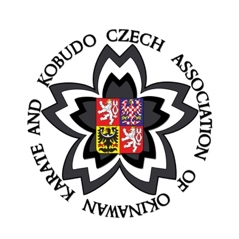 CZECH ASSOCIATION OF OKINAWAN KARATE AND KOBUDO